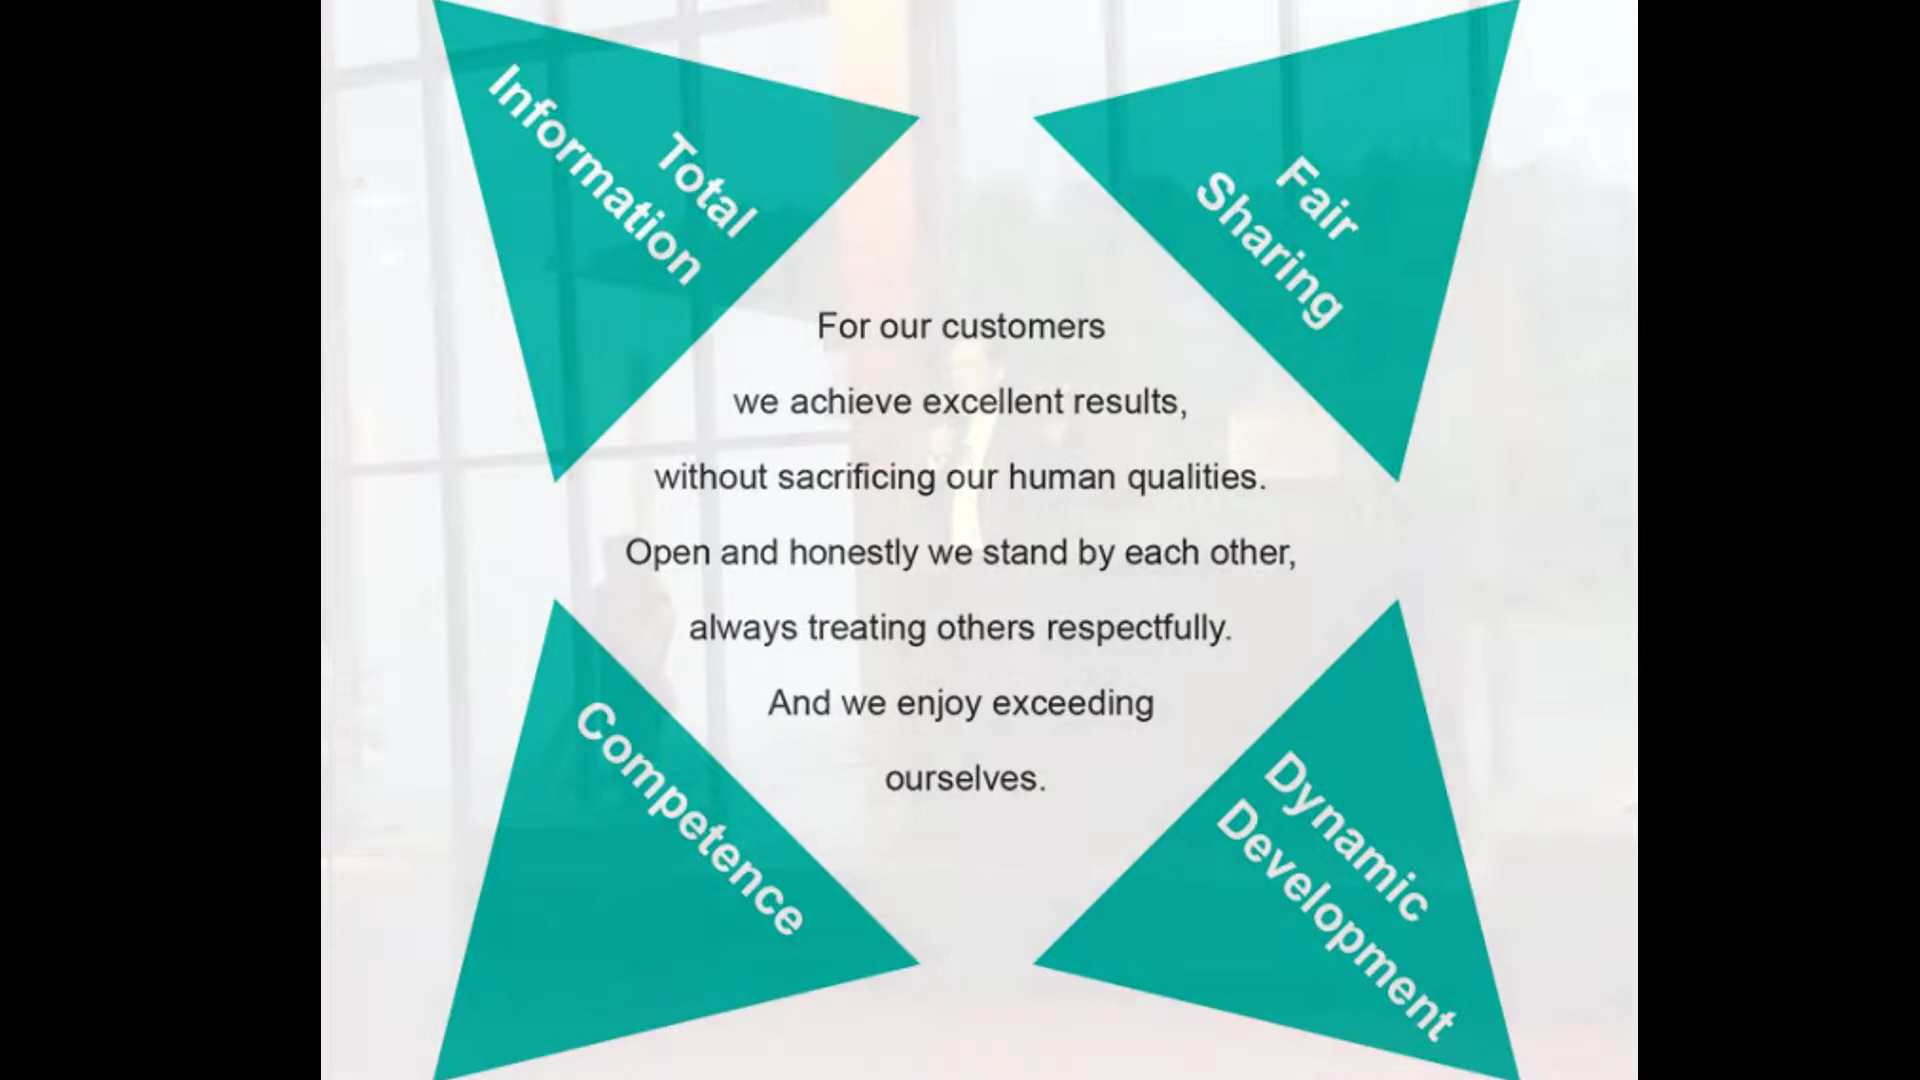 Total
Information
Fair
Sharing
For our customers
we achieve excellent results,
without sacrificing our human qualities.
Open and honestly we stand by each other,
always treating others respectfully.
And we enjoy exceeding
ourselves.
Competence
Dynamic
Development